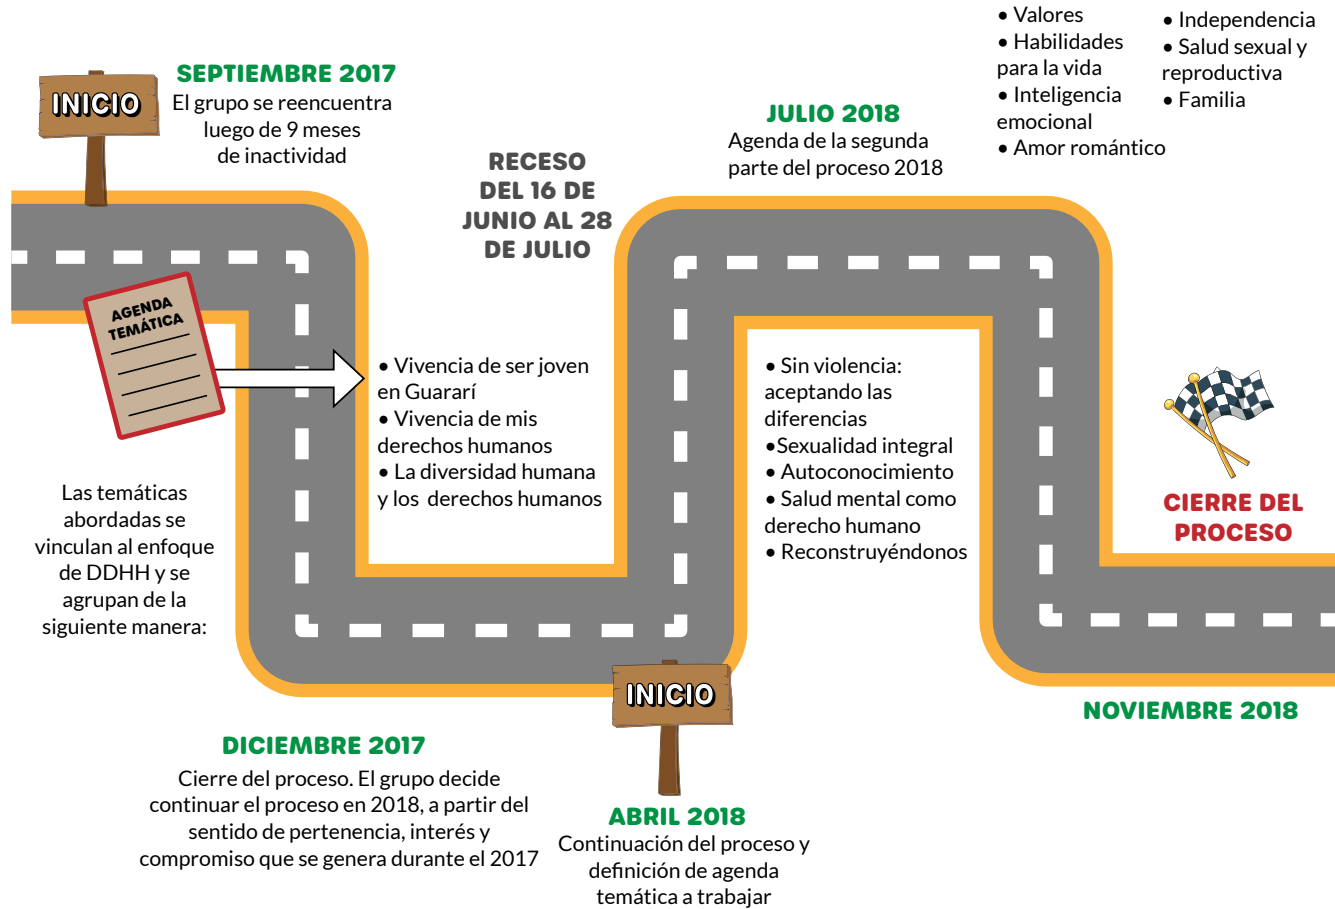 INICIO
SEPTIEMBRE 2017
El grupo se reencuentra
luego de 9 meses
de inactividad
AGENDA
TEMÁTICA
Las temáticas
abordadas se
vinculan al enfoque
de DDHH y se
agrupan de la
siguiente manera:
• Vivencia de ser joven
en Guararí
• Vivencia de mis
derechos humanos
• La diversidad humana
y los derechos humanos
DICIEMBRE 2017
Cierre del proceso. El grupo decide
continuar el proceso en 2018, a partir del
sentido de pertenencia, interés y
compromiso que se genera durante el 2017
INICIO
ABRIL 2018
Continuación del proceso y
definición de agenda
temática a trabajar
• Sin violencia:
aceptando las
diferencias
•Sexualidad integral
• Autoconocimiento
• Salud mental como
derecho humano
• Reconstruyéndonos
RECESO
DEL 16 DE
JUNIO AL 28
DE JULIO
JULIO 2018
Agenda de la segunda
parte del proceso 2018
• Valores
• Habilidades
para la vida
• Inteligencia
emocional
• Amor romántico
• Independencia
• Salud sexual y
reproductiva
• Familia
CIERRE DEL
PROCESO
NOVIEMBRE 2018